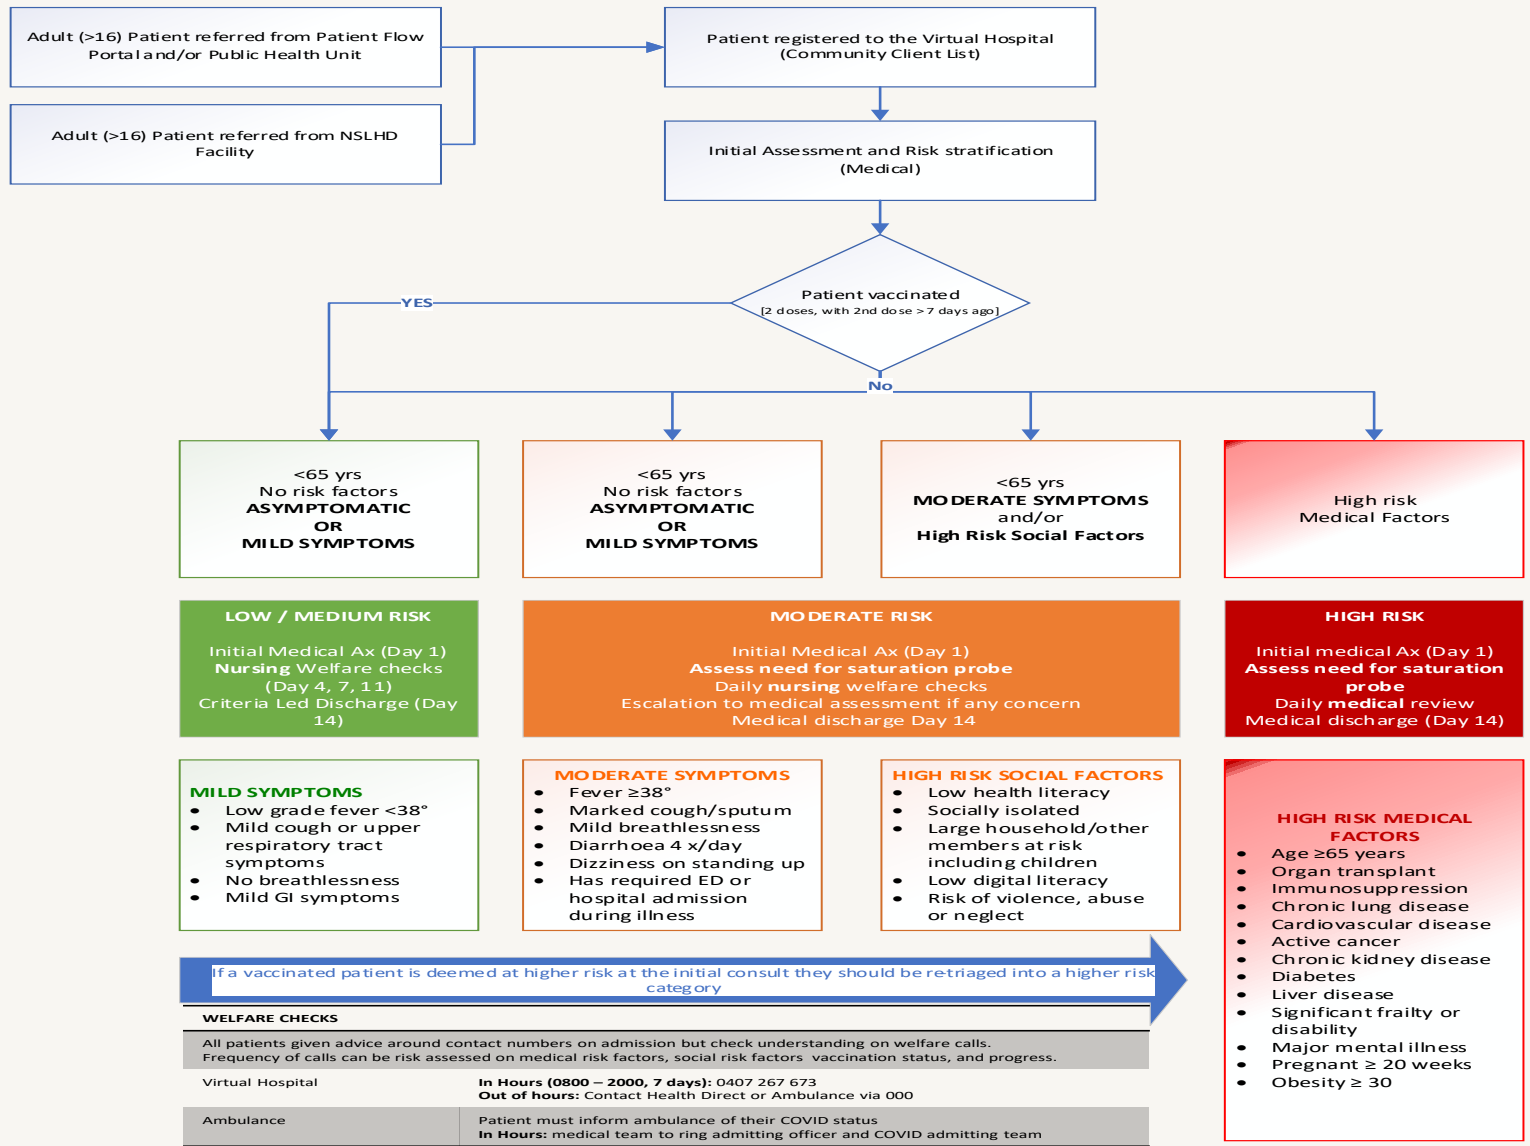 Adult (>16) Patient referred from Patient Flow
Portal and/or Public Health Unit
Patient registered to the Virtual Hospital
(Community Client List)
Adult (>16) Patient referred from NSLHD
Facility
Initial Assessment and Risk stratification
(Medical)
Patient vaccinated
[2 doses, with 2nd dose >7 days ago]
YES
No
<65 yrs
No risk factors
ASYMPTOMATIC
OR
MILD SYMPTOMS
<65 yrs
No risk factors
ASYMPTOMATIC
OR
MILD SYMPTOMS
<65 yrs
MODERATE SYMPTOMS
and/or
High Risk Social Factors
High risk
Medical Factors
LOW / MEDIUM RISK
Initial Medical Ax (Day 1)
Nursing Welfare checks
(Day 4, 7, 11)
Criteria Led Discharge (Day
14)
MODERATE RISK
Initial Medical Ax (Day 1)
Assess need for saturation probe
Daily nursing welfare checks
Escalation to medical assessment if any concern
Medical discharge Day 14
HIGH RISK
Initial medical Ax (Day 1)
Assess need for saturation
probe
Daily medical review
Medical discharge (Day 14)
MILD SYMPTOMS
• Low grade fever <38°
• Mild cough or upper
respiratory tract
symptoms
• No breathlessness
• Mild GI symptoms
MODERATE SYMPTOMS
• Fever ≥38°
• Marked cough/sputum
• Mild breathlessness
• Diarrhoea 4 x/day
• Dizziness on standing up
• Has required ED or
hospital admission
during illness
HIGH RISK SOCIAL FACTORS
• Low health literacy
• Socially isolated
• Large household/other
members at risk
including children
• Low digital literacy
• Risk of violence, abuse
or neglect
HIGH RISK MEDICAL
FACTORS
• Age ≥65 years
• Organ transplant
• Immunosuppression
• Chronic lung disease
• Cardiovascular disease
• Active cancer
• Chronic kidney disease
• Diabetes
• Liver disease
• Significant frailty or
disability
• Major mental illness
• Pregnant ≥ 20 weeks
• Obesity ≥ 30
If a vaccinated patient is deemed at higher risk at the initial consult they should be retriaged into a higher risk
category
WELFARE CHECKS
All patients given advice around contact numbers on admission but check understanding on welfare calls.
Frequency of calls can be risk assessed on medical risk factors, social risk factors vaccination status, and progress.
Virtual Hospital
In Hours (0800 – 2000, 7 days): 0407 267 673
Out of hours: Contact Health Direct or Ambulance via 000
Ambulance
Patient must inform ambulance of their COVID status
In Hours: medical team to ring admitting officer and COVID admitting team